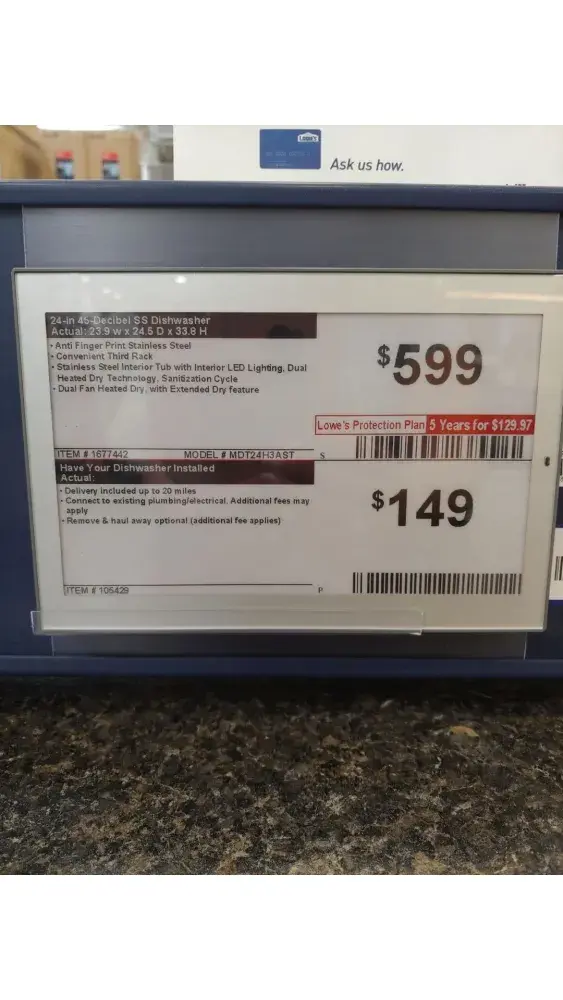 LOWE'S
Ask us how.
24-in 45-Decibel SS Dishwasher
Actual: 23.9 w x 24.5 D x 33.8 H
• Anti Finger Print Stainless Steel
• Convenient Third Rack
• Stainless Steel Interior Tub with Interior LED Lighting, Dual
Heated Dry Technology, Sanitization Cycle
• Dual Fan Heated Dry, with Extended Dry feature
$599
Lowe's Protection Plan 5 Years for $129.97
ITEM # 1677442 MODEL # MDT24H3AST S
Have Your Dishwasher Installed
Actual:
• Delivery included up to 20 miles
• Connect to existing plumbing/electrical. Additional fees may
apply
• Remove & haul away optional (additional fee applies)
$149
ITEM # 105429 P